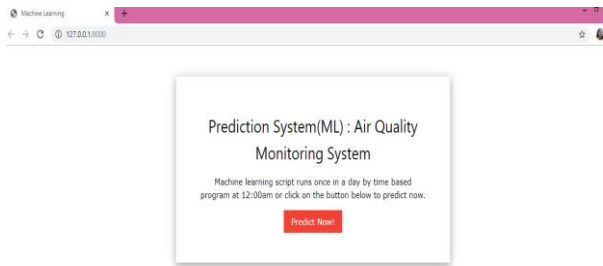 Machine Learning
127.0.0.1:8000
Prediction System(ML) : Air Quality
Monitoring System
Machine learning script runs once in a day by time based
program at 12:00am or click on the button below to predict now.
Predict Now!